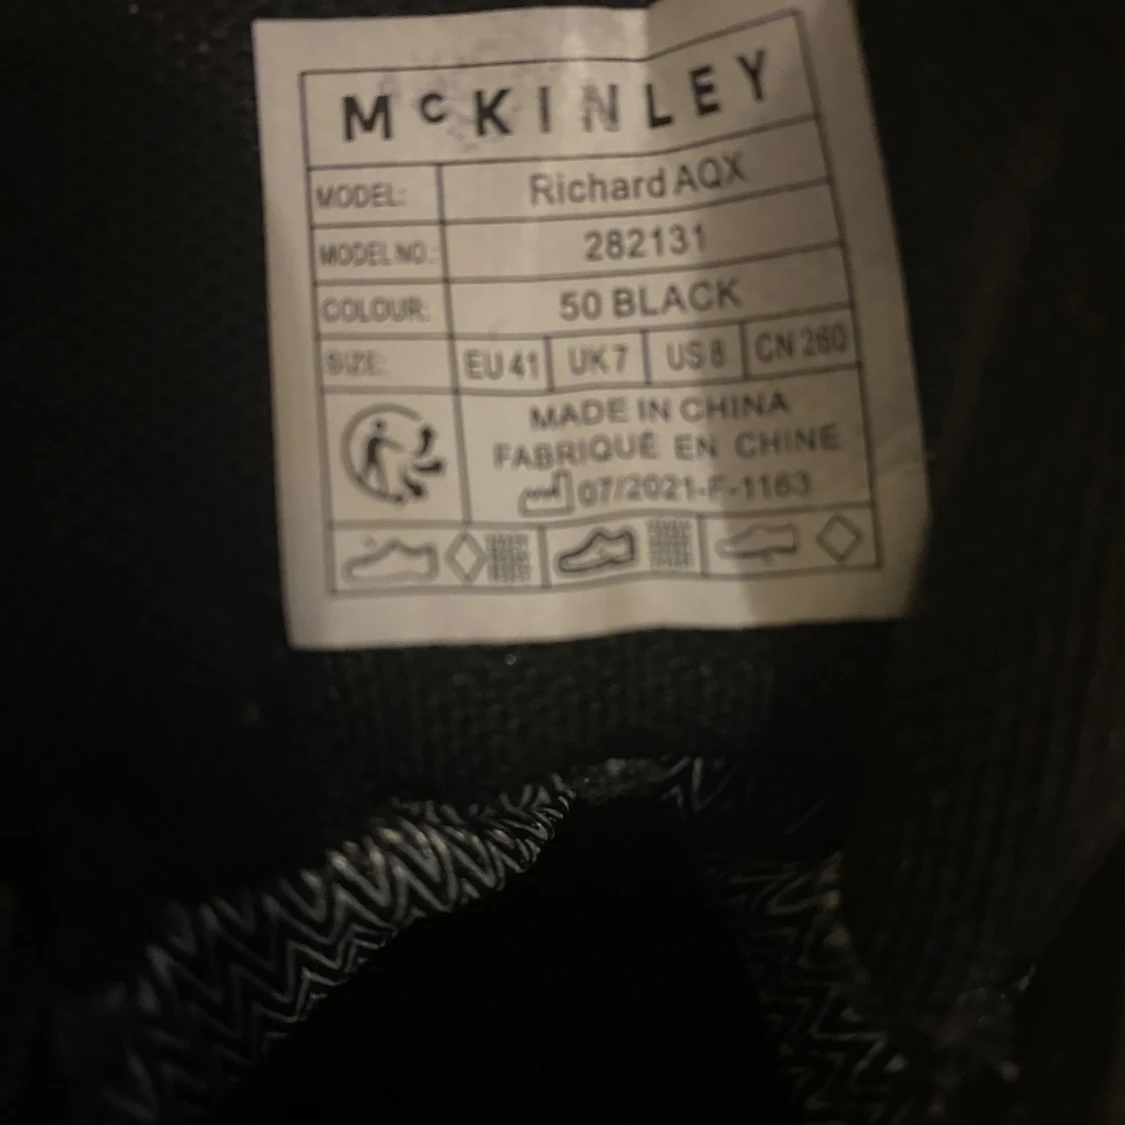 McKINLEY
MODEL: Richard AQX
MODEL NO.: 282131
COLOUR: 50 BLACK
SIZE: EU 41 UK 7 US 8 CN 260
MADE IN CHINA
FABRIQUÉ EN CHINE
07/2021-F-1163